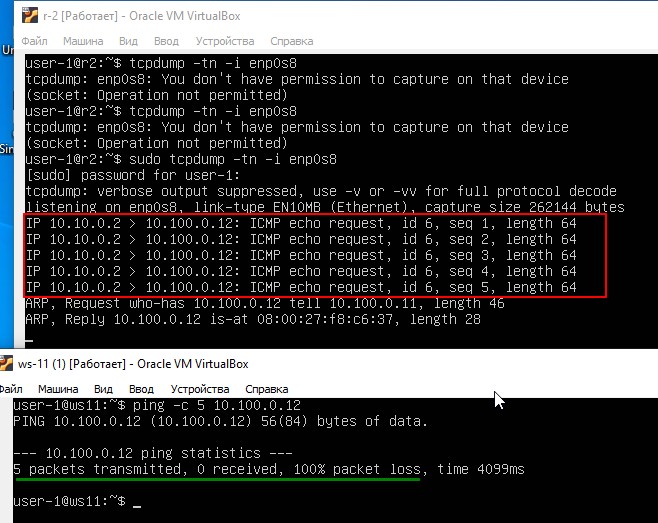 r-2 [Работает] - Oracle VM VirtualBox
Файл Машина Вид Ввод Устройства Справка
user-1@r2:~$ tcpdump -tn -i enp0s8
tcpdump: enp0s8: You don't have permission to capture on that device
(socket: Operation not permitted)
user-1@r2:~$ tcpdump -tn -i enp0s8
tcpdump: enp0s8: You don't have permission to capture on that device
(socket: Operation not permitted)
user-1@r2:~$ sudo tcpdump -tn -i enp0s8
[sudo] password for user-1:
tcpdump: verbose output suppressed, use -v or -vv for full protocol decode
listening on enp0s8, link-type EN10MB (Ethernet), capture size 262144 bytes
IP 10.10.0.2 > 10.100.0.12: ICMP echo request, id 6, seq 1, length 64
IP 10.10.0.2 > 10.100.0.12: ICMP echo request, id 6, seq 2, length 64
IP 10.10.0.2 > 10.100.0.12: ICMP echo request, id 6, seq 3, length 64
IP 10.10.0.2 > 10.100.0.12: ICMP echo request, id 6, seq 4, length 64
IP 10.10.0.2 > 10.100.0.12: ICMP echo request, id 6, seq 5, length 64
ARP, Request who-has 10.100.0.12 tell 10.100.0.11, length 46
ARP, Reply 10.100.0.12 is-at 08:00:27:f8:c6:37, length 28
ws-11 (1) [Работает] - Oracle VM VirtualBox
Файл Машина Вид Ввод Устройства Справка
user-1@ws11:~$ ping -c 5 10.100.0.12
PING 10.100.0.12 (10.100.0.12) 56(84) bytes of data.
--- 10.100.0.12 ping statistics ---
5 packets transmitted, 0 received, 100% packet loss, time 4099ms
user-1@ws11:~$ _